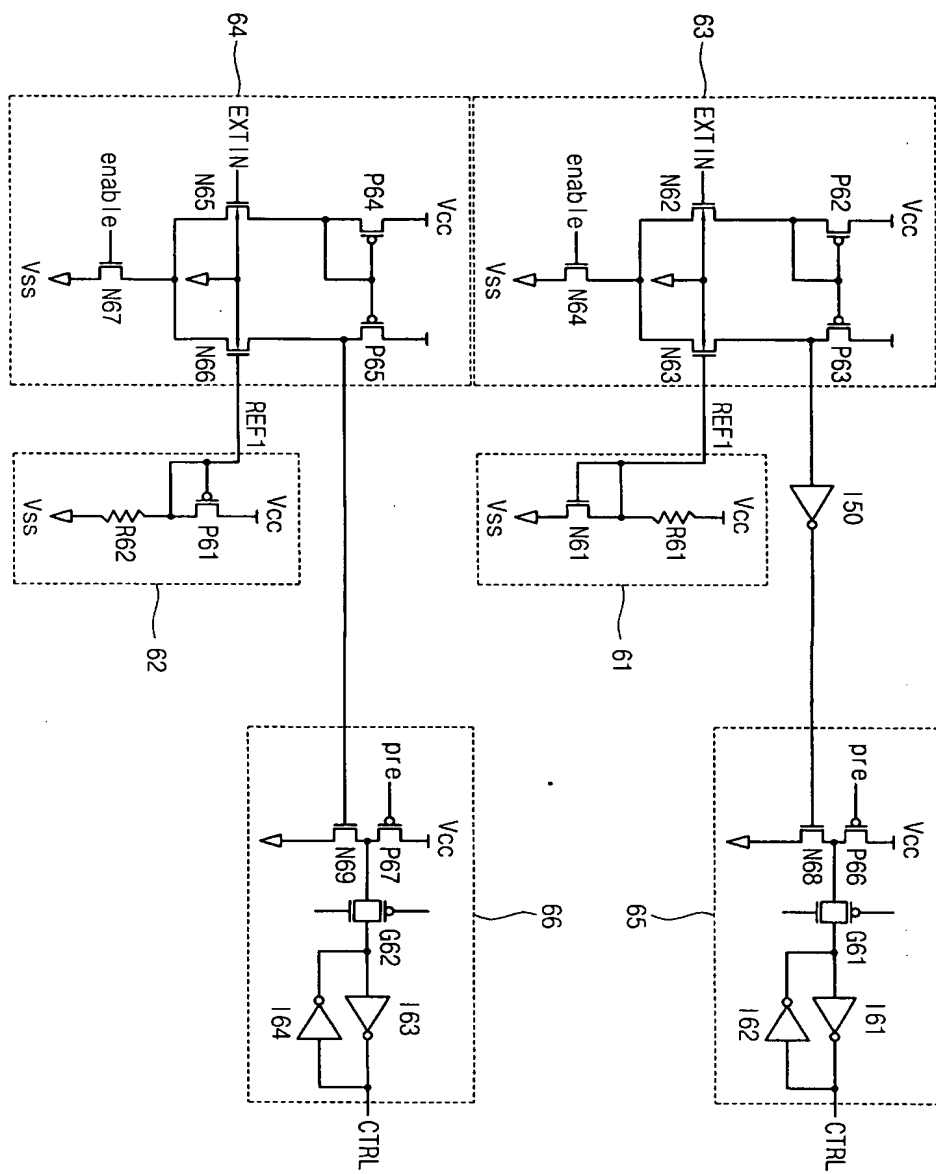 63
Vcc
P62
P63
EXTIN
N62
N63
enable
N64
Vss
REF1
Vcc
R61
N61
Vss
61
I50
Vcc
pre
P66
N68
G61
I61
I62
CTRL
65
64
Vcc
P64
P65
EXTIN
N65
N66
enable
N67
Vss
REF1
Vcc
P61
R62
Vss
62
Vcc
pre
P67
N69
G62
I63
I64
CTRL
66